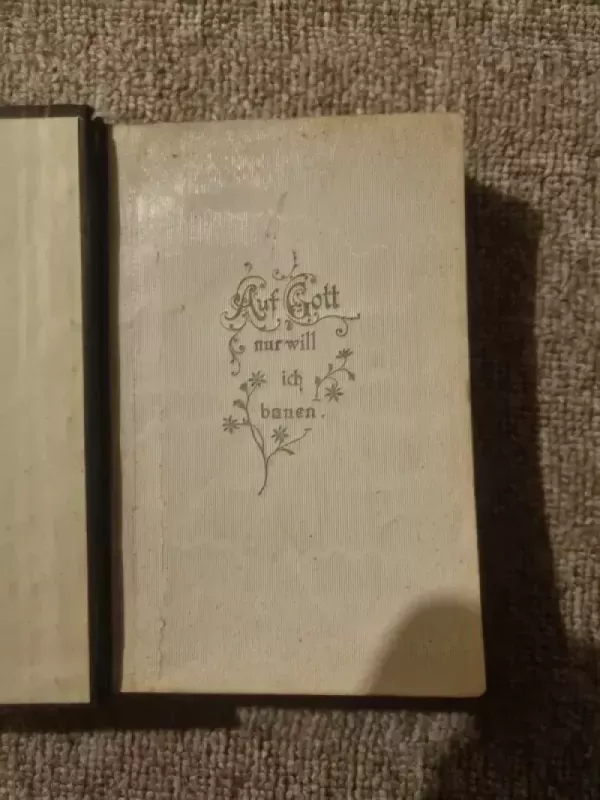 Auf Gott
nur will
ich
bauen.